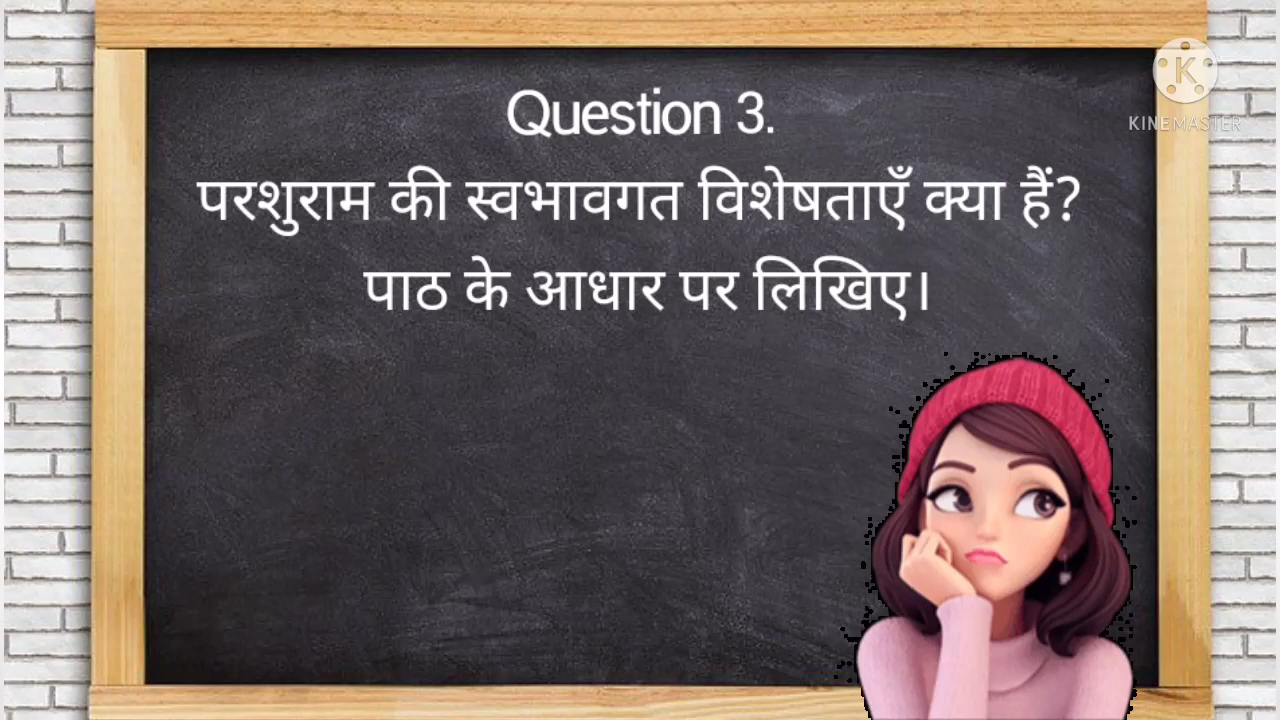 Question 3.
परशुराम की स्वभावगत विशेषताएँ क्या हैं?
पाठ के आधार पर लिखिए।
K
KINEMASTER